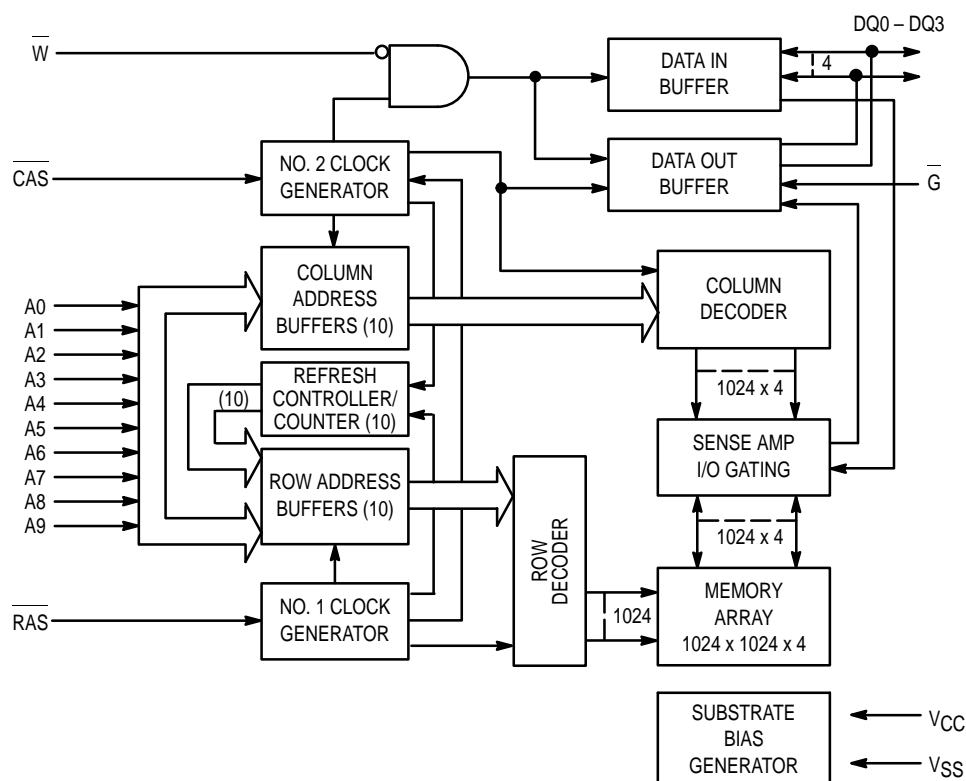 W̅
DQ0 – DQ3
DATA IN
BUFFER
4
NO. 2 CLOCK
GENERATOR
C̅A̅S̅
DATA OUT
BUFFER
G̅
COLUMN
ADDRESS
BUFFERS (10)
COLUMN
DECODER
A0
A1
A2
A3
A4
A5
A6
A7
A8
A9
(10)
REFRESH
CONTROLLER/
COUNTER (10)
1024 x 4
SENSE AMP
I/O GATING
ROW ADDRESS
BUFFERS (10)
1024 x 4
ROW
DECODER
R̅A̅S̅
NO. 1 CLOCK
GENERATOR
1024
MEMORY
ARRAY
1024 x 1024 x 4
SUBSTRATE
BIAS
GENERATOR
VCC
VSS